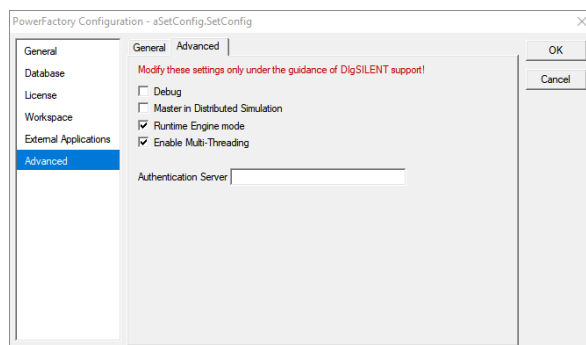 PowerFactory Configuration - aSetConfig.SetConfig
General
Database
License
Workspace
External Applications
Advanced
General Advanced
Modify these settings only under the guidance of DIgSILENT support!
Debug
Master in Distributed Simulation
Runtime Engine mode
Enable Multi-Threading
Authentication Server
OK
Cancel